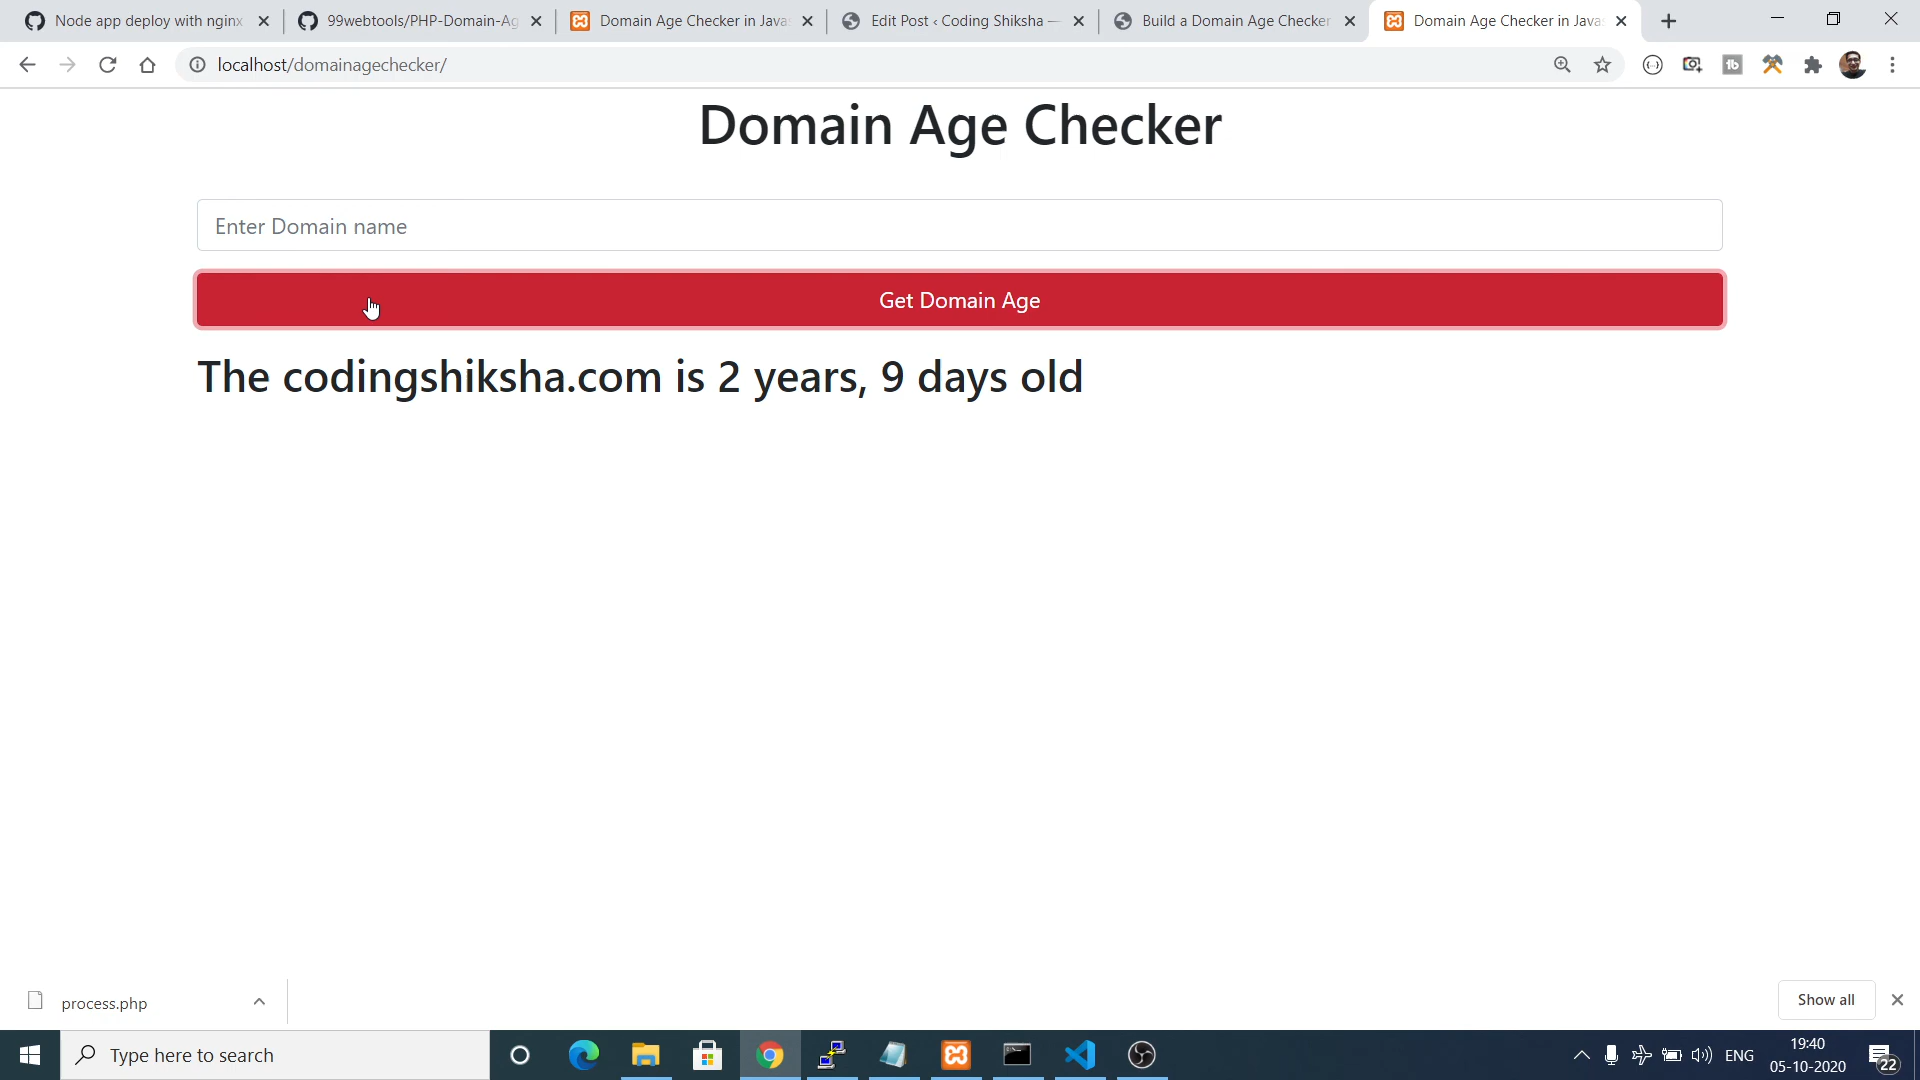 Node app deploy with nginx
99webtools/PHP-Domain-Ag
Domain Age Checker in Javas
Edit Post ‹ Coding Shiksha —
Build a Domain Age Checker
Domain Age Checker in Javas
localhost/domainagechecker/
Domain Age Checker
Enter Domain name
Get Domain Age
The codingshiksha.com is 2 years, 9 days old
process.php
Show all
Type here to search
ENG
19:40
05-10-2020
22